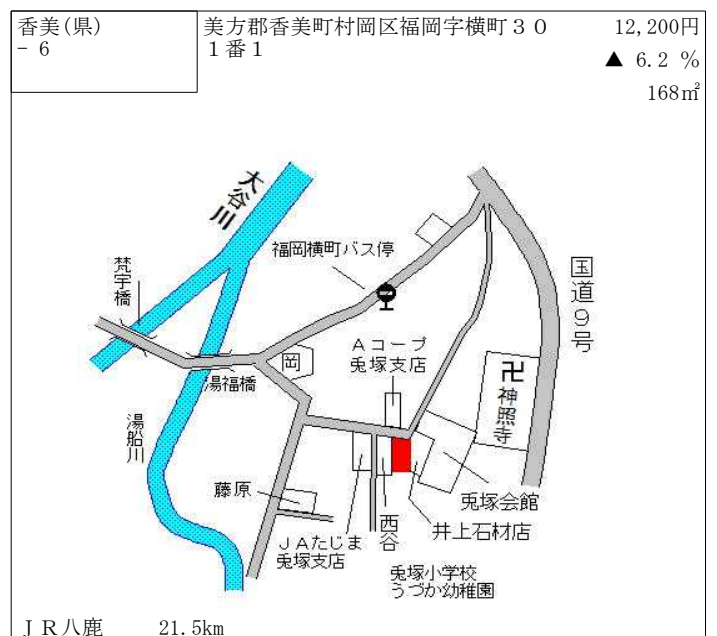 香美(県)
－ 6
美方郡香美町村岡区福岡字横町３０
１番１
12,200円
▲ 6.2 %
168㎡
大谷川
福岡横町バス停
梵字橋
国道９号
Ａコープ
兎塚支店
岡
卍
神照寺
湯福橋
湯船川
藤原
ＪＡたじま
兎塚支店
西谷
兎塚会館
井上石材店
兎塚小学校
うづか幼稚園
ＪＲ八鹿 21.5km